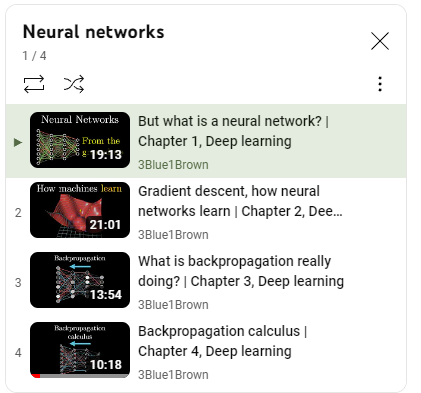 Neural networks
1 / 4
Neural Networks
From the
19:13
But what is a neural network? |
Chapter 1, Deep learning
3Blue1Brown
2
How machines learn
21:01
Gradient descent, how neural
networks learn | Chapter 2, Dee...
3Blue1Brown
3
Backpropagation
13:54
What is backpropagation really
doing? | Chapter 3, Deep learning
3Blue1Brown
4
Backpropagation
calculus
10:18
Backpropagation calculus |
Chapter 4, Deep learning
3Blue1Brown